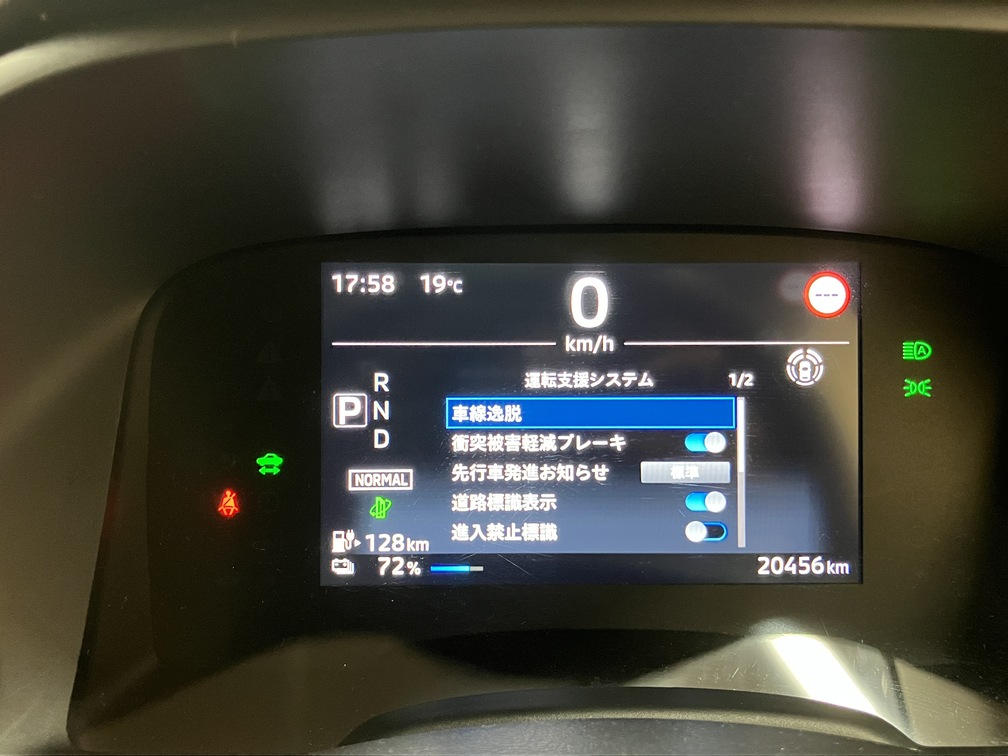 17:58 19°C
0
km/h
---
運転支援システム 1/2
R
P N
D
車線逸脱
衝突被害軽減ブレーキ
先行車発進お知らせ 標準
NORMAL
道路標識表示
進入禁止標識
128km
72% 20456km
A